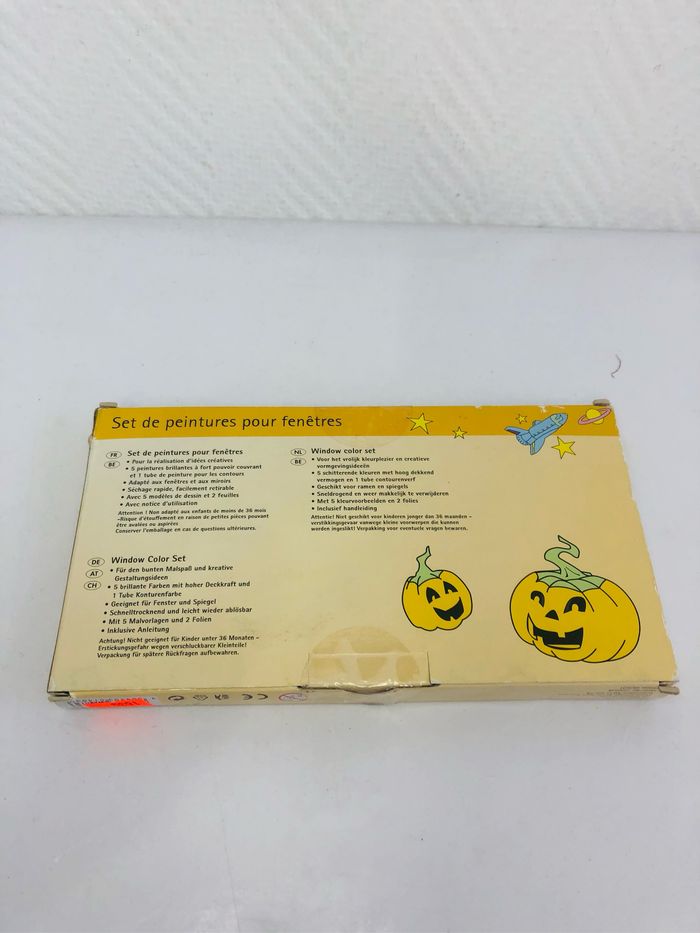 Set de peintures pour fenêtres
FR
BE
Set de peintures pour fenêtres
• Pour la réalisation d'idées créatives
• 5 peintures brillantes à fort pouvoir couvrant
et 1 tube de peinture pour les contours
• Adapté aux fenêtres et aux miroirs
• Séchage rapide, facilement retirable
• Avec 5 modèles de dessin et 2 feuilles
• Avec notice d'utilisation
Attention ! Non adapté aux enfants de moins de 36 mois
–Risque d'étouffement en raison de petites pièces pouvant
être avalées ou aspirées
Conserver l'emballage en cas de questions ultérieures.
NL
BE
Window color set
• Voor het vrolijk kleurplezier en creatieve
vormgevingsideeën
• 5 schitterende kleuren met hoog dekkend
vermogen en 1 tube contourenverf
• Geschikt voor ramen en spiegels
• Sneldrogend en weer makkelijk te verwijderen
• Met 5 kleurvoorbeelden en 2 folies
• Inclusief handleiding
Attentie! Niet geschikt voor kinderen jonger dan 36 maanden –
verstikkingsgevaar vanwege kleine voorwerpen die kunnen
worden ingeslikt! Verpakking voor eventuele vragen bewaren.
DE
AT
CH
Window Color Set
• Für den bunten Malspaß und kreative
Gestaltungsideen
• 5 brillante Farben mit hoher Deckkraft und
1 Tube Konturenfarbe
• Geeignet für Fenster und Spiegel
• Schnelltrocknend und leicht wieder ablösbar
• Mit 5 Malvorlagen und 2 Folien
• Inklusive Anleitung
Achtung! Nicht geeignet für Kinder unter 36 Monaten –
Erstickungsgefahr wegen verschluckbarer Kleinteile!
Verpackung für spätere Rückfragen aufbewahren.
CE